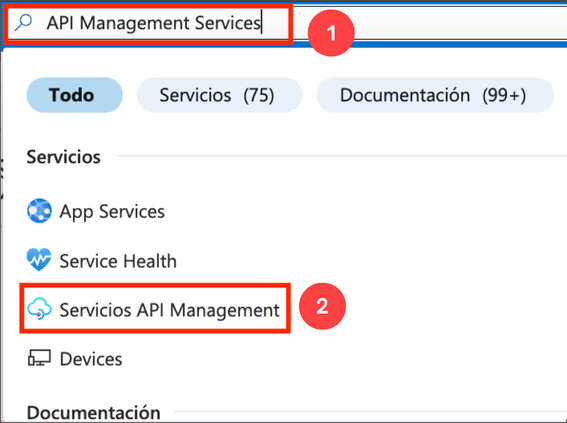 API Management Services
1
Todo
Servicios (75)
Documentación (99+)
Servicios
App Services
Service Health
Servicios API Management
2
Devices
Documentación